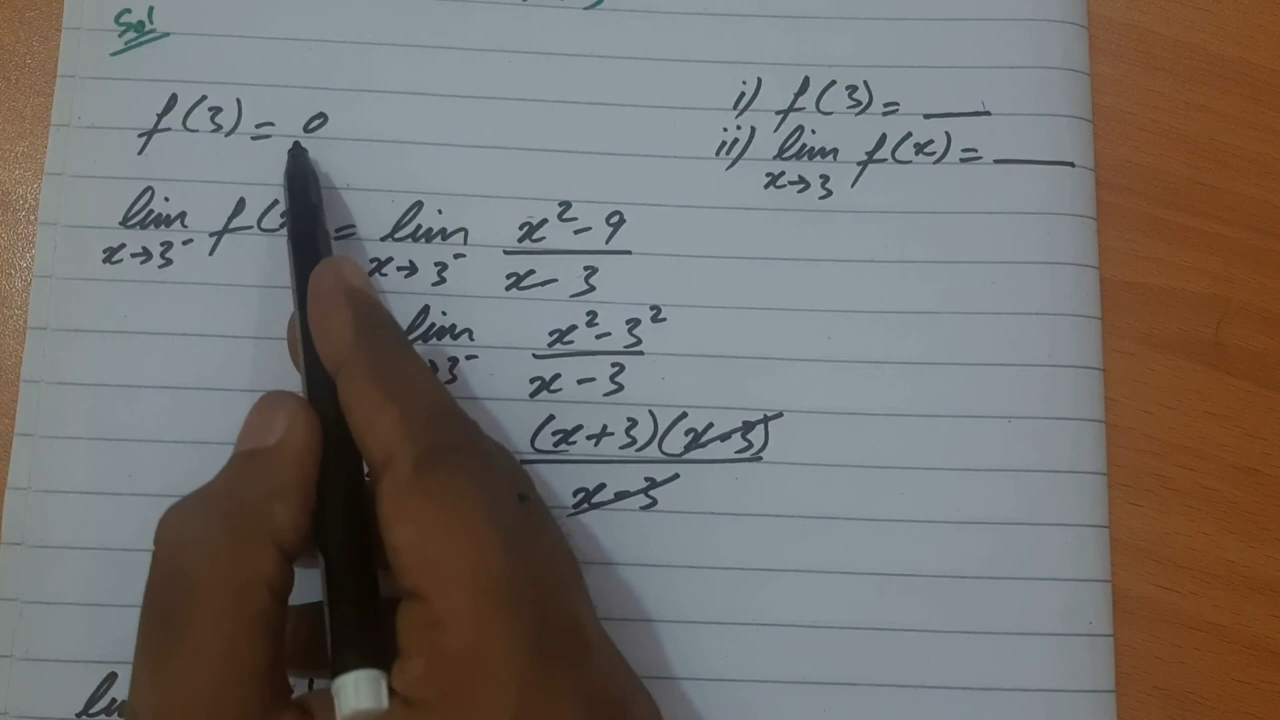 Sol
f(3) = 0
i) f(3) = ___
ii) lim f(x) = ___
x→3
lim f( = lim x² - 9
x→3⁻ x→3⁻ x - 3
lim x² - 3²
→3⁻ x - 3
(x+3)(x-3)
x-3